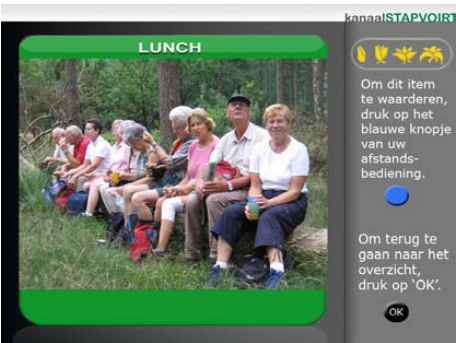 kanaalSTAPVOIRT
LUNCH
Om dit item
te waarderen,
druk op het
blauwe knopje
van uw
afstands-
bediening.
Om terug te
gaan naar het
overzicht,
druk op ‘OK’.
OK